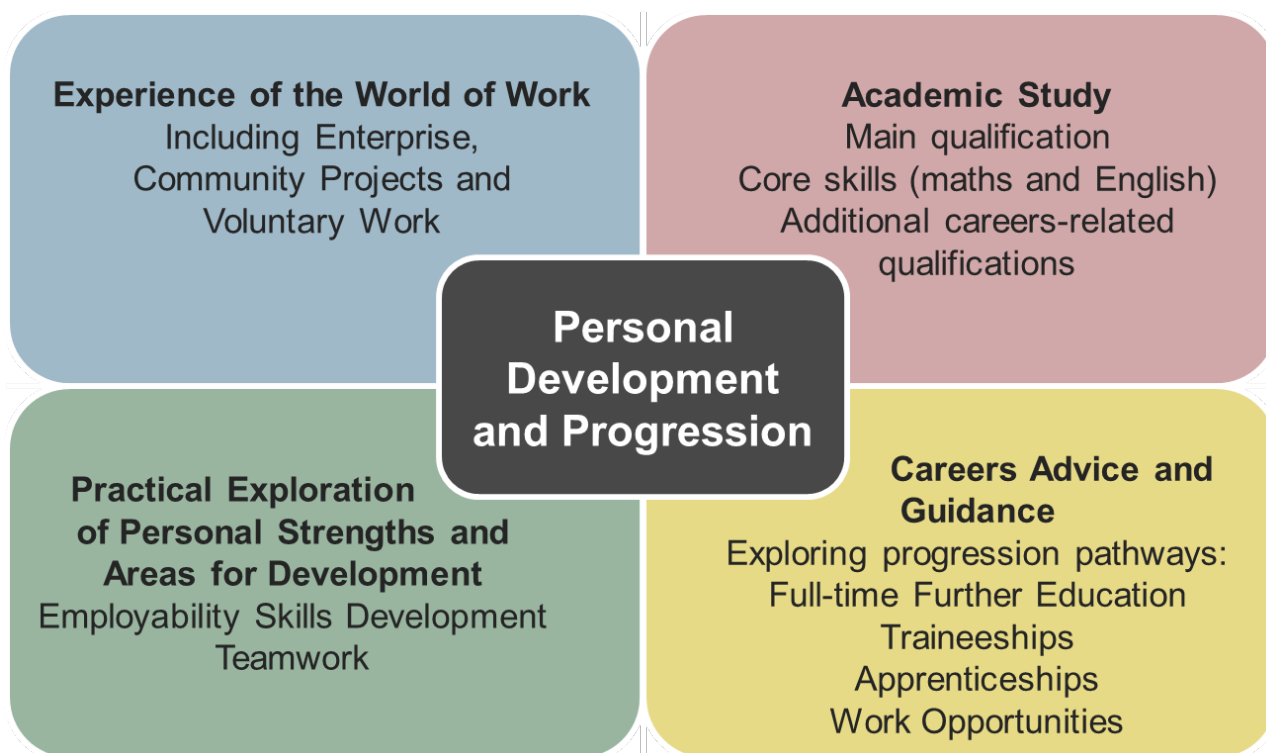 Experience of the World of Work
Including Enterprise,
Community Projects and
Voluntary Work
Academic Study
Main qualification
Core skills (maths and English)
Additional careers-related
qualifications
Personal
Development
and Progression
Practical Exploration
of Personal Strengths and
Areas for Development
Employability Skills Development
Teamwork
Careers Advice and
Guidance
Exploring progression pathways:
Full-time Further Education
Traineeships
Apprenticeships
Work Opportunities